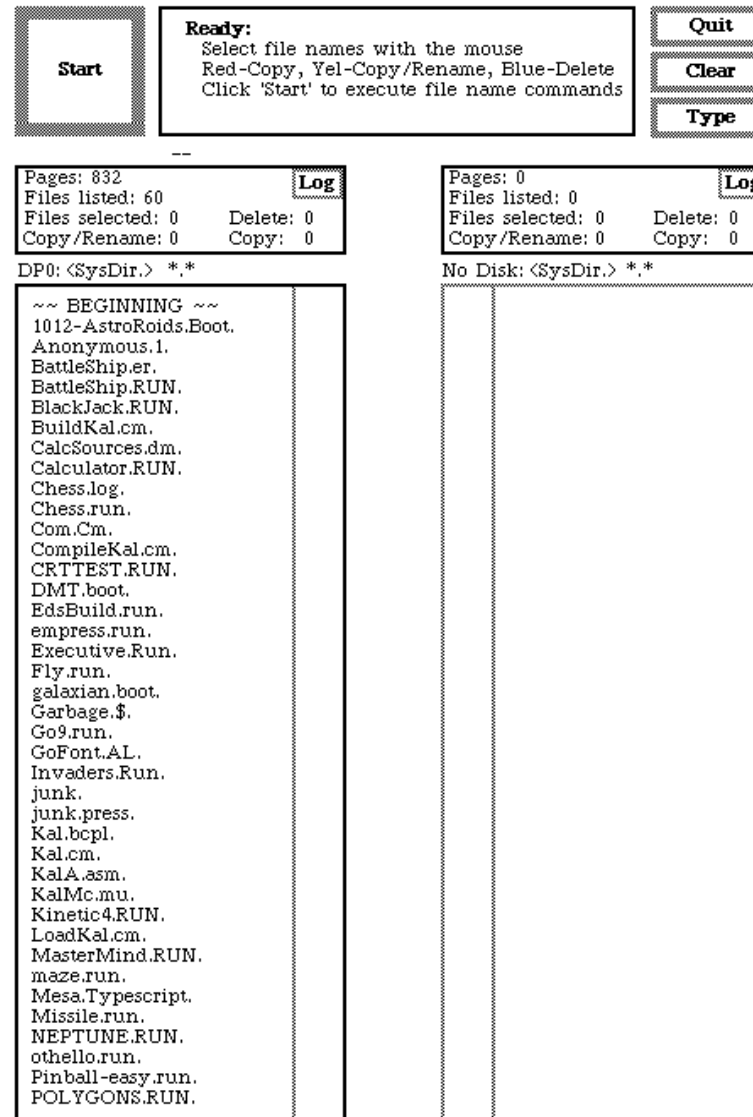 Start
Ready:
Select file names with the mouse
Red-Copy, Yel-Copy/Rename, Blue-Delete
Click 'Start' to execute file name commands
Quit
Clear
Type
--
Pages: 832
Log
Files listed: 60
Files selected: 0 Delete: 0
Copy/Rename: 0 Copy: 0
DP0: <SysDir.> *.*
~~ BEGINNING ~~
1012-AstroRoids.Boot.
Anonymous.1.
BattleShip.er.
BattleShip.RUN.
BlackJack.RUN.
BuildKal.cm.
CalcSources.dm.
Calculator.RUN.
Chess.log.
Chess.run.
Com.Cm.
CompileKal.cm.
CRTTEST.RUN.
DMT.boot.
EdsBuild.run.
empress.run.
Executive.Run.
Fly.run.
galaxian.boot.
Garbage.$.
Go9.run.
GoFont.AL.
Invaders.Run.
junk.
junk.press.
Kal.bcpl.
Kal.cm.
KalA.asm.
KalMc.mu.
Kinetic4.RUN.
LoadKal.cm.
MasterMind.RUN.
maze.run.
Mesa.Typescript.
Missile.run.
NEPTUNE.RUN.
othello.run.
Pinball-easy.run.
POLYGONS.RUN.
Pages: 0
Log
Files listed: 0
Files selected: 0 Delete: 0
Copy/Rename: 0 Copy: 0
No Disk: <SysDir.> *.*